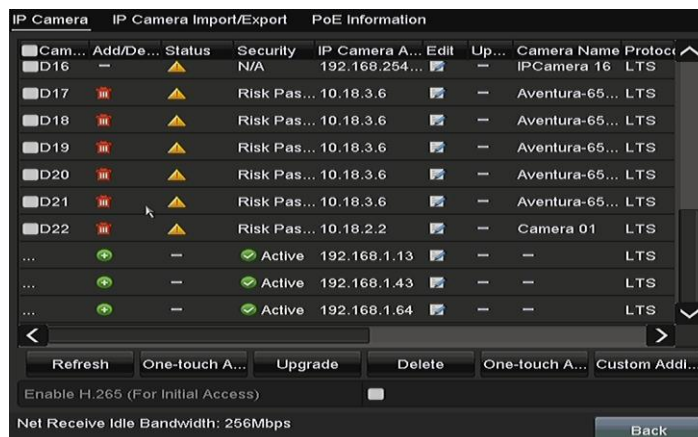 IP Camera IP Camera Import/Export PoE Information
Cam... Add/De... Status Security IP Camera A... Edit Up... Camera Name Protoc
D16 – N/A 192.168.254... – IPCamera 16 LTS
D17 Risk Pas... 10.18.3.6 – Aventura-65... LTS
D18 Risk Pas... 10.18.3.6 – Aventura-65... LTS
D19 Risk Pas... 10.18.3.6 – Aventura-65... LTS
D20 Risk Pas... 10.18.3.6 – Aventura-65... LTS
D21 Risk Pas... 10.18.3.6 – Aventura-65... LTS
D22 Risk Pas... 10.18.2.2 – Camera 01 LTS
... – Active 192.168.1.13 – – LTS
... – Active 192.168.1.43 – – LTS
... – Active 192.168.1.64 – – LTS
Refresh One-touch A... Upgrade Delete One-touch A... Custom Addi...
Enable H.265 (For Initial Access)
Net Receive Idle Bandwidth: 256Mbps
Back